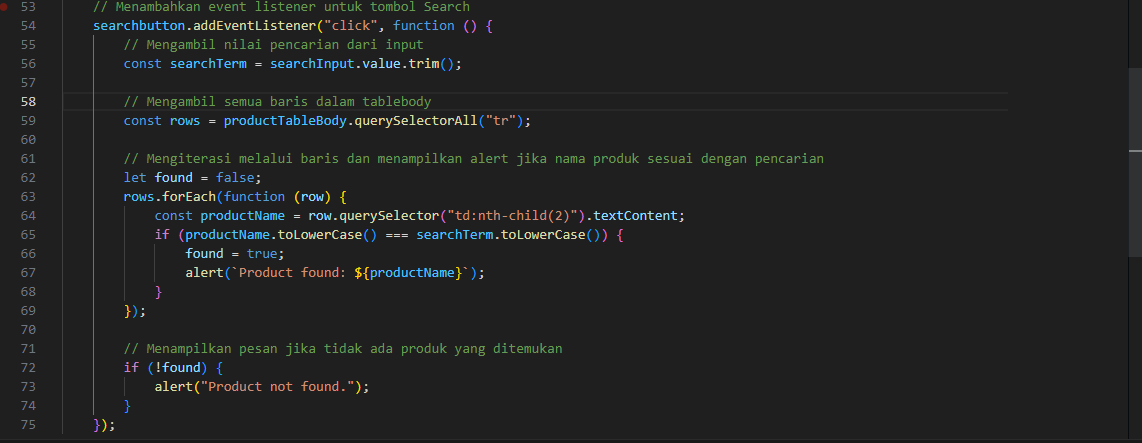 53 // Menambahkan event listener untuk tombol Search
54 searchbutton.addEventListener("click", function () {
55 // Mengambil nilai pencarian dari input
56 const searchTerm = searchInput.value.trim();
57
58 // Mengambil semua baris dalam tablebody
59 const rows = productTableBody.querySelectorAll("tr");
60
61 // Mengiterasi melalui baris dan menampilkan alert jika nama produk sesuai dengan pencarian
62 let found = false;
63 rows.forEach(function (row) {
64 const productName = row.querySelector("td:nth-child(2)").textContent;
65 if (productName.toLowerCase() === searchTerm.toLowerCase()) {
66 found = true;
67 alert(`Product found: ${productName}`);
68 }
69 });
70
71 // Menampilkan pesan jika tidak ada produk yang ditemukan
72 if (!found) {
73 alert("Product not found.");
74 }
75 });